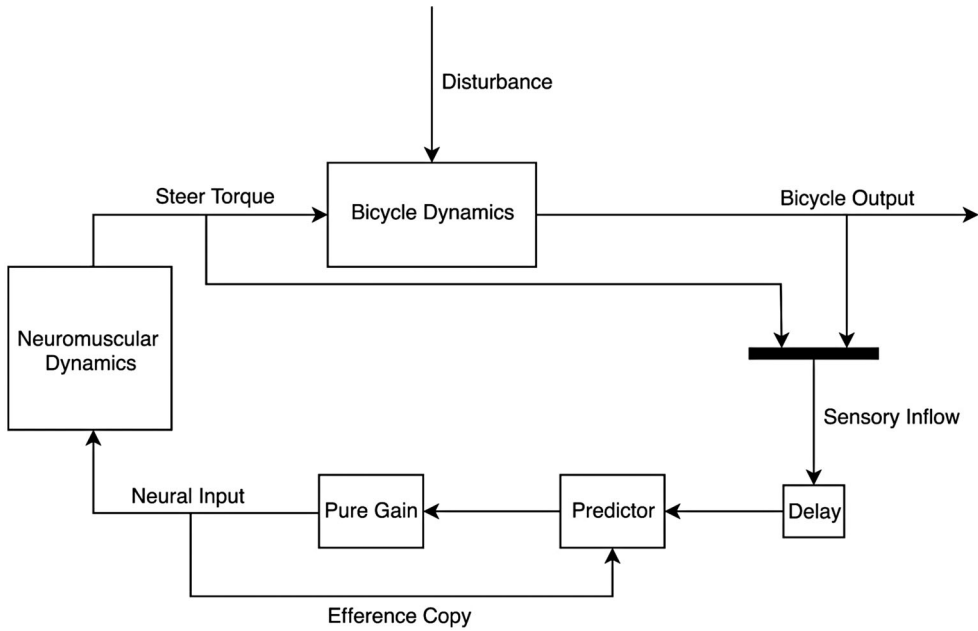 Disturbance
Steer Torque
Bicycle Dynamics
Bicycle Output
Neuromuscular
Dynamics
Sensory Inflow
Neural Input
Pure Gain
Predictor
Delay
Efference Copy